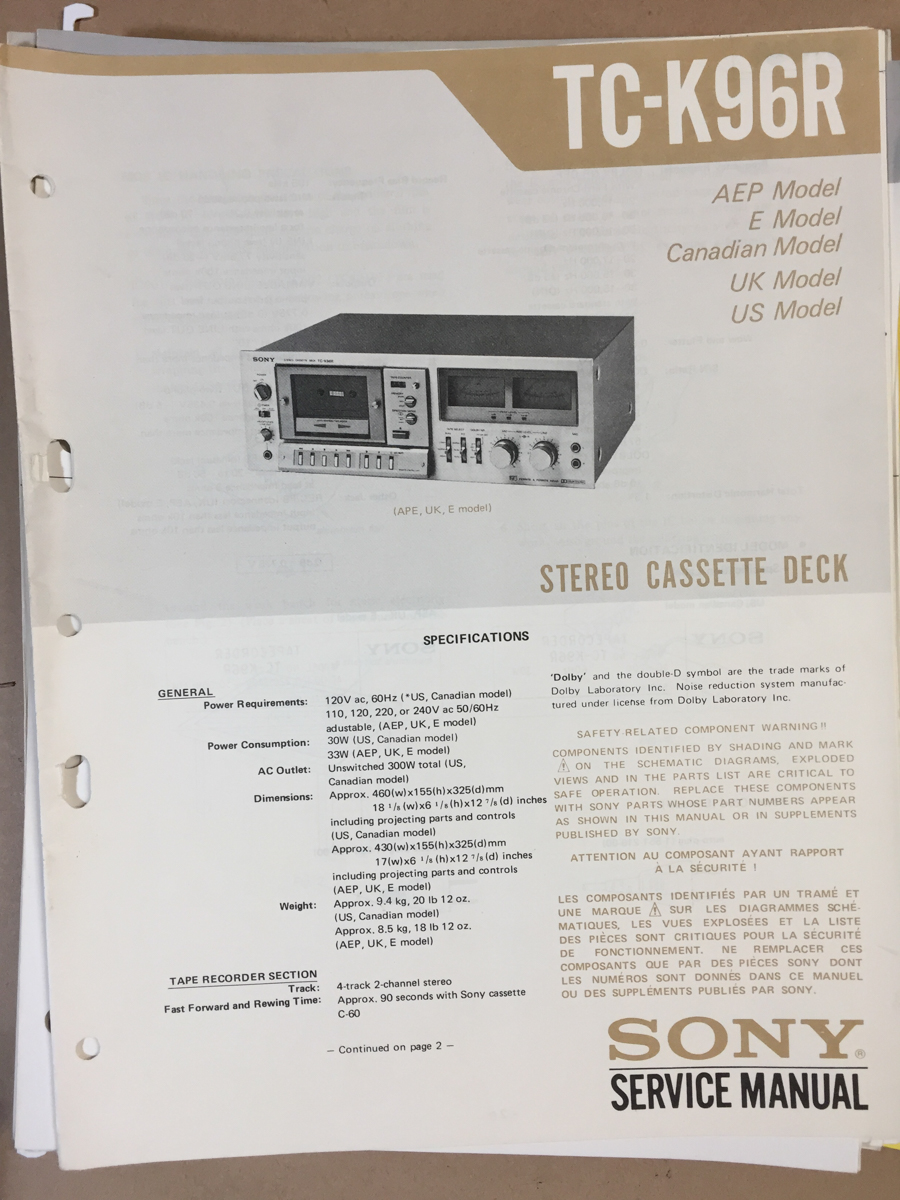 TC-K96R
AEP Model
E Model
Canadian Model
UK Model
US Model
SONY
(APE, UK, E model)
STEREO CASSETTE DECK
SPECIFICATIONS
GENERAL
Power Requirements: 120V ac, 60Hz (*US, Canadian model)
110, 120, 220, or 240V ac 50/60Hz
adustable, (AEP, UK, E model)
Power Consumption: 30W (US, Canadian model)
33W (AEP, UK, E model)
AC Outlet: Unswitched 300W total (US,
Canadian model)
Dimensions: Approx. 460(w)x155(h)x325(d)mm
18 1/8 (w)x6 1/8 (h)x12 7/8 (d) inches
including projecting parts and controls
(US, Canadian model)
Approx. 430(w)x155(h)x325(d)mm
17(w)x6 1/8 (h)x12 7/8 (d) inches
including projecting parts and controls
(AEP, UK, E model)
Weight: Approx. 9.4 kg, 20 lb 12 oz.
(US, Canadian model)
Approx. 8.5 kg, 18 lb 12 oz.
(AEP, UK, E model)
TAPE RECORDER SECTION
Track: 4-track 2-channel stereo
Fast Forward and Rewing Time: Approx. 90 seconds with Sony cassette
C-60
– Continued on page 2 –
'Dolby' and the double-D symbol are the trade marks of
Dolby Laboratory Inc. Noise reduction system manufac-
tured under license from Dolby Laboratory Inc.
SAFETY-RELATED COMPONENT WARNING!!
COMPONENTS IDENTIFIED BY SHADING AND MARK
⚠ ON THE SCHEMATIC DIAGRAMS, EXPLODED
VIEWS AND IN THE PARTS LIST ARE CRITICAL TO
SAFE OPERATION. REPLACE THESE COMPONENTS
WITH SONY PARTS WHOSE PART NUMBERS APPEAR
AS SHOWN IN THIS MANUAL OR IN SUPPLEMENTS
PUBLISHED BY SONY.
ATTENTION AU COMPOSANT AYANT RAPPORT
À LA SÉCURITÉ !
LES COMPOSANTS IDENTIFIÉS PAR UN TRAMÉ ET
UNE MARQUE ⚠ SUR LES DIAGRAMMES SCHÉ-
MATIQUES, LES VUES EXPLOSÉES ET LA LISTE
DES PIÈCES SONT CRITIQUES POUR LA SÉCURITÉ
DE FONCTIONNEMENT. NE REMPLACER CES
COMPOSANTS QUE PAR DES PIÈCES SONY DONT
LES NUMÉROS SONT DONNÉS DANS CE MANUEL
OU DES SUPPLÉMENTS PUBLIÉS PAR SONY.
SONY®
SERVICE MANUAL